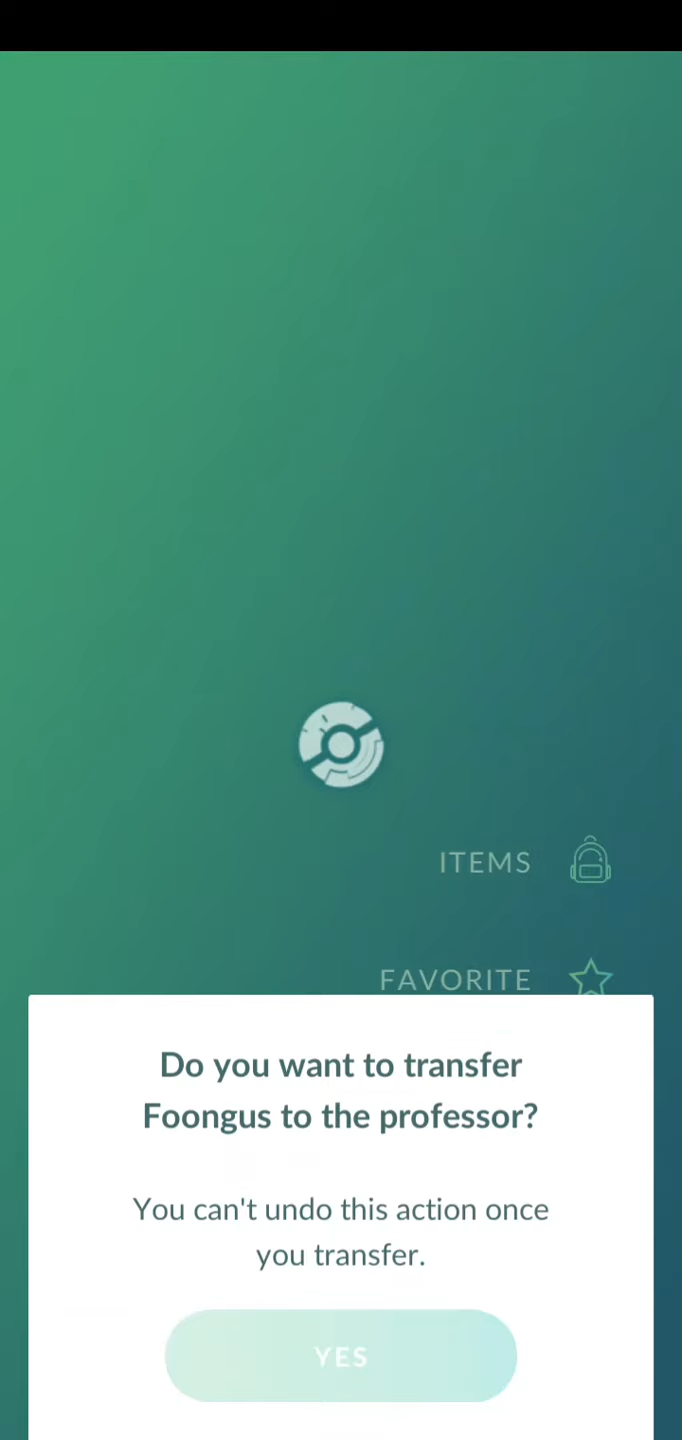 ITEMS
FAVORITE
Do you want to transfer
Foongus to the professor?
You can't undo this action once
you transfer.
YES